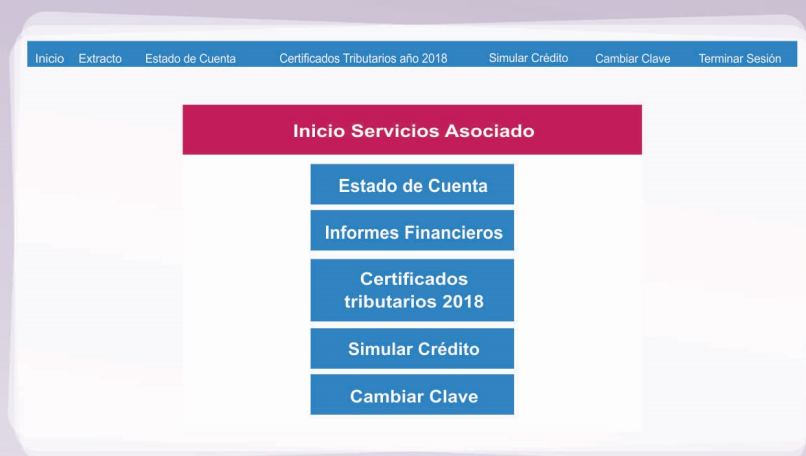 Inicio Extracto Estado de Cuenta Certificados Tributarios año 2018 Simular Crédito Cambiar Clave Terminar Sesión
Inicio Servicios Asociado
Estado de Cuenta
Informes Financieros
Certificados
tributarios 2018
Simular Crédito
Cambiar Clave